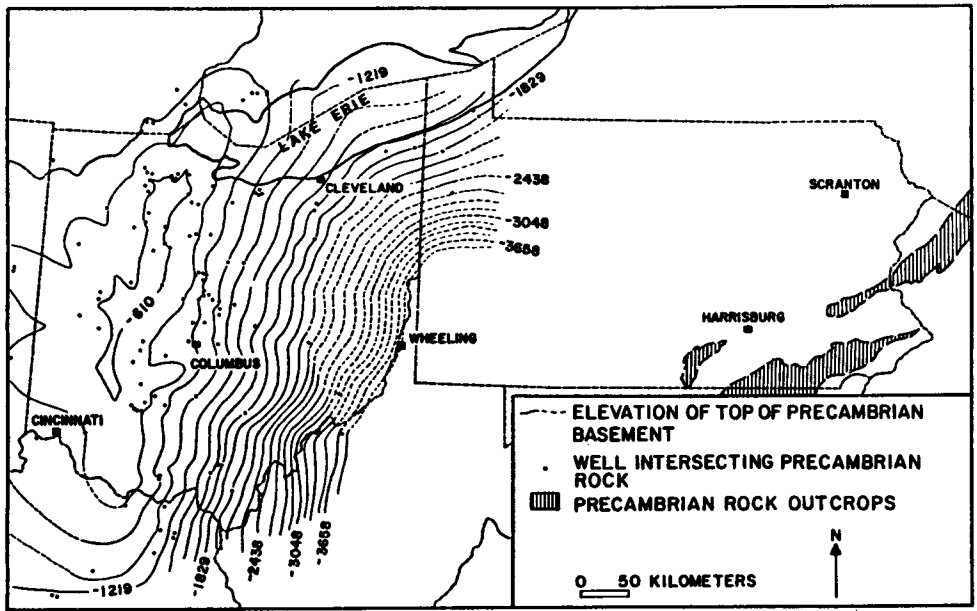 -1219
-1829
LAKE ERIE
CLEVELAND
-2438
SCRANTON
-3048
-3658
-610
HARRISBURG
WHEELING
COLUMBUS
CINCINNATI
ELEVATION OF TOP OF PRECAMBRIAN
BASEMENT
WELL INTERSECTING PRECAMBRIAN
ROCK
PRECAMBRIAN ROCK OUTCROPS
N
0 50 KILOMETERS
-1219
-1829
-2438
-3048
-3658